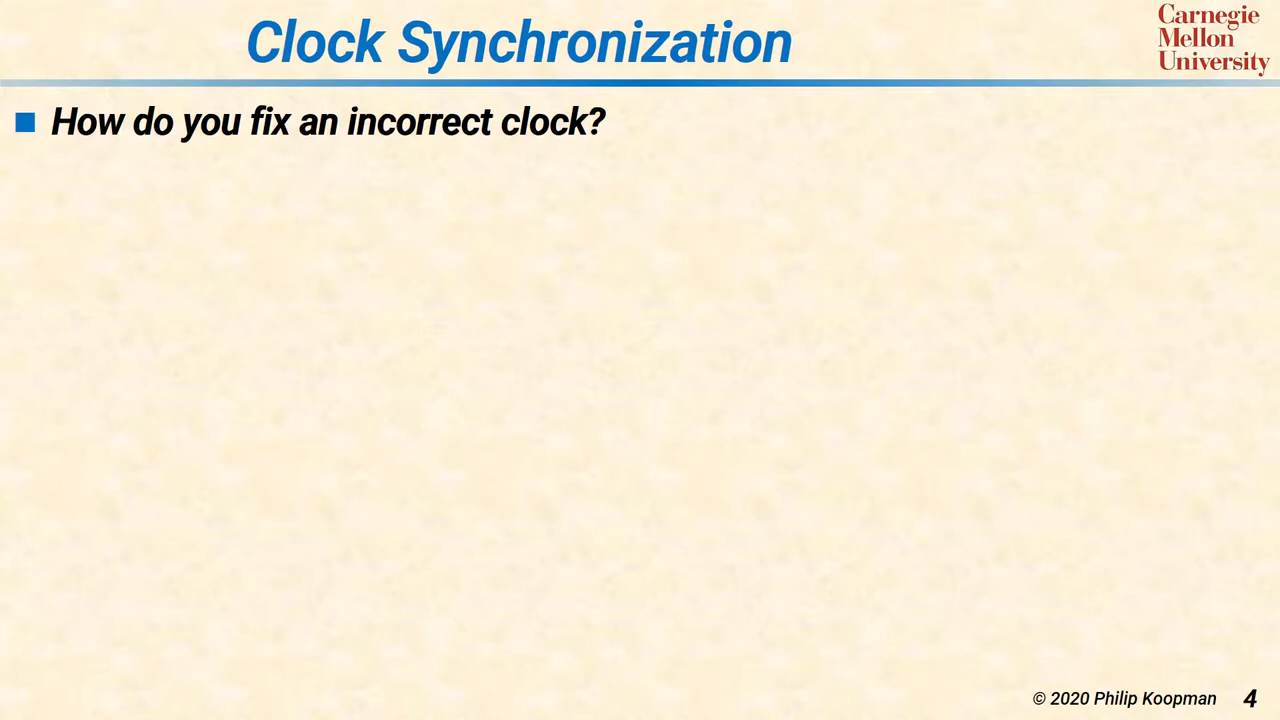 Clock Synchronization
Carnegie
Mellon
University
How do you fix an incorrect clock?
© 2020 Philip Koopman 4